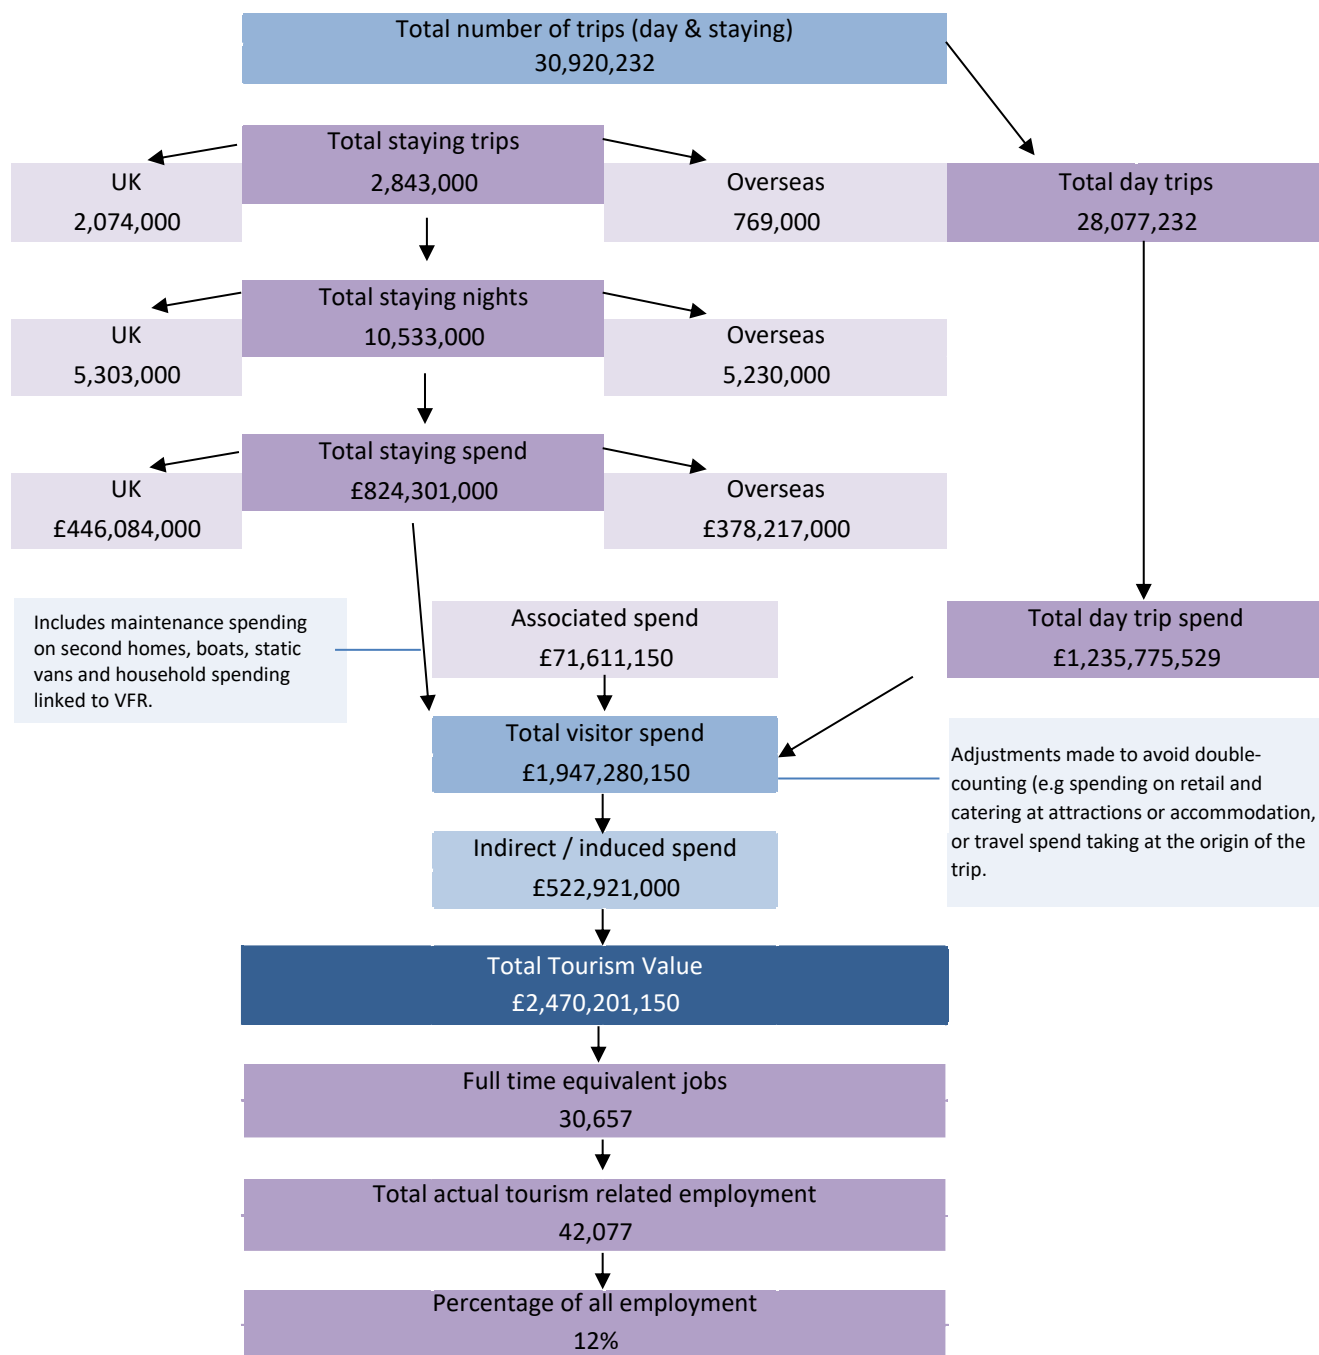 Total number of trips (day & staying)
30,920,232
Total staying trips
2,843,000
UK
2,074,000
Overseas
769,000
Total day trips
28,077,232
Total staying nights
10,533,000
UK
5,303,000
Overseas
5,230,000
Total staying spend
£824,301,000
UK
£446,084,000
Overseas
£378,217,000
Includes maintenance spending
on second homes, boats, static
vans and household spending
linked to VFR.
Associated spend
£71,611,150
Total day trip spend
£1,235,775,529
Total visitor spend
£1,947,280,150
Adjustments made to avoid double-
counting (e.g spending on retail and
catering at attractions or accommodation,
or travel spend taking at the origin of the
trip.
Indirect / induced spend
£522,921,000
Total Tourism Value
£2,470,201,150
Full time equivalent jobs
30,657
Total actual tourism related employment
42,077
Percentage of all employment
12%